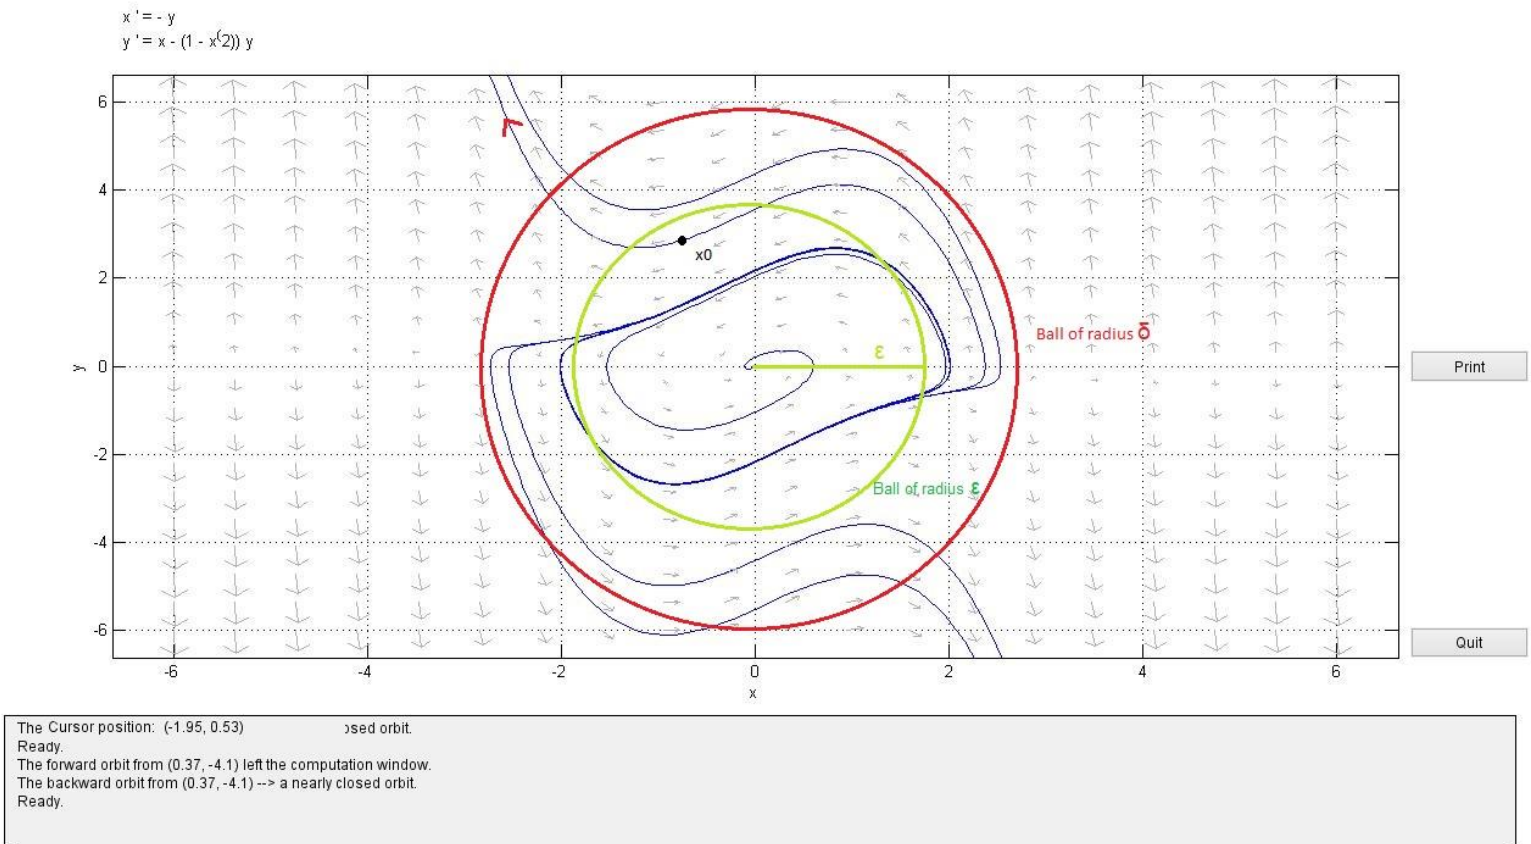 x ' = - y
y ' = x - (1 - x(2)) y
6
4
2
0
-2
-4
-6
y
-6
-4
-2
0
2
4
6
x
x0
ε
Ball of radius δ
Ball of radius ε
Print
Quit
The Cursor position: (-1.95, 0.53) osed orbit.
Ready.
The forward orbit from (0.37, -4.1) left the computation window.
The backward orbit from (0.37, -4.1) --> a nearly closed orbit.
Ready.